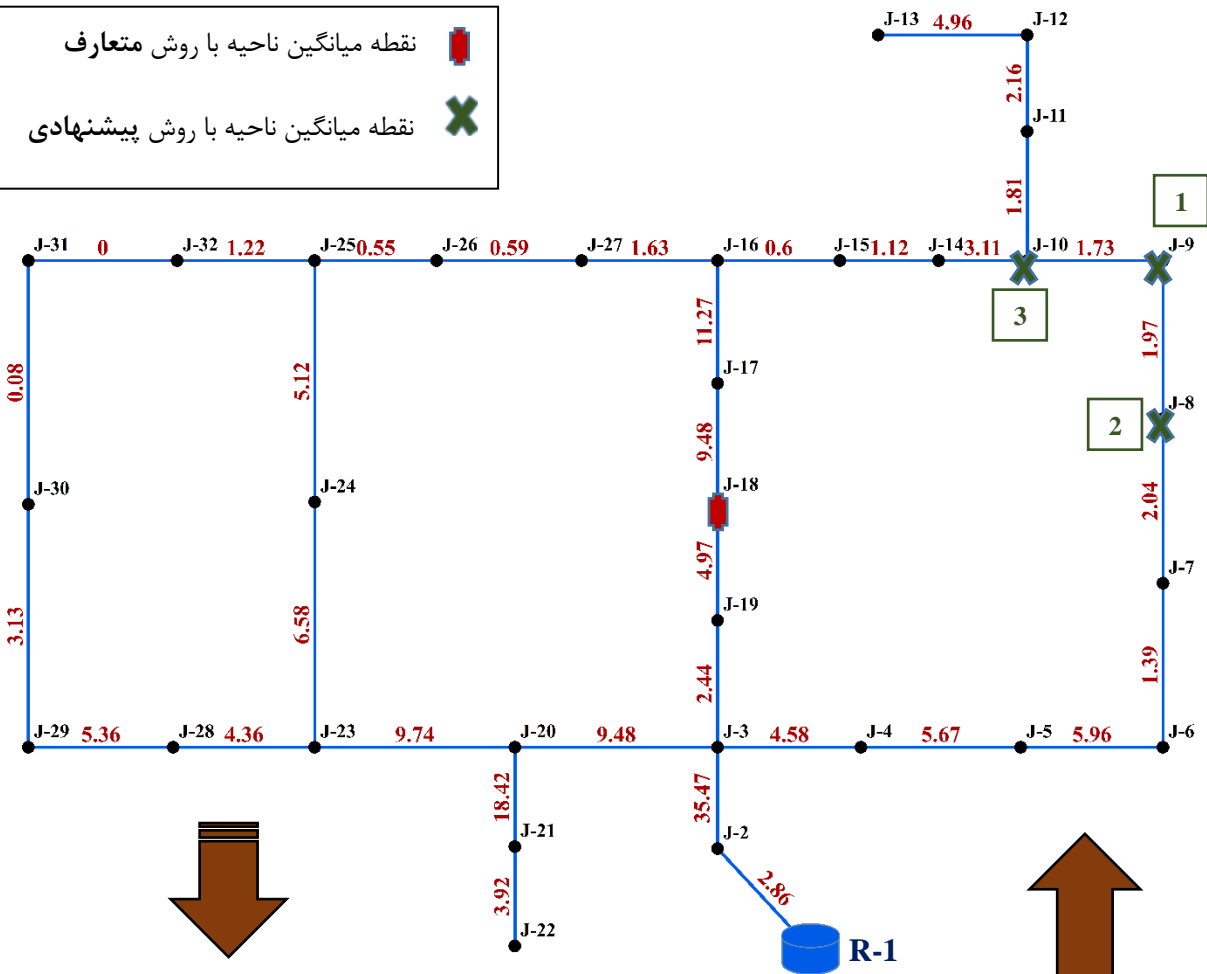 نقطه میانگین ناحیه با روش متعارف
نقطه میانگین ناحیه با روش پیشنهادی
J-13 4.96 J-12
2.16
J-11
1.81
1
J-31 0 J-32 1.22 J-25 0.55 J-26 0.59 J-27 1.63 J-16 0.6 J-15 1.12 J-14 3.11 J-10 1.73 J-9
3
11.27
1.97
0.08
5.12
J-17
J-8
2
9.48
J-18
J-30
J-24
2.04
4.97
J-7
J-19
3.13
6.58
2.44
1.39
J-29 5.36 J-28 4.36 J-23 9.74 J-20 9.48 J-3 4.58 J-4 5.67 J-5 5.96 J-6
18.42
35.47
J-21
J-2
3.92
2.86
J-22
R-1